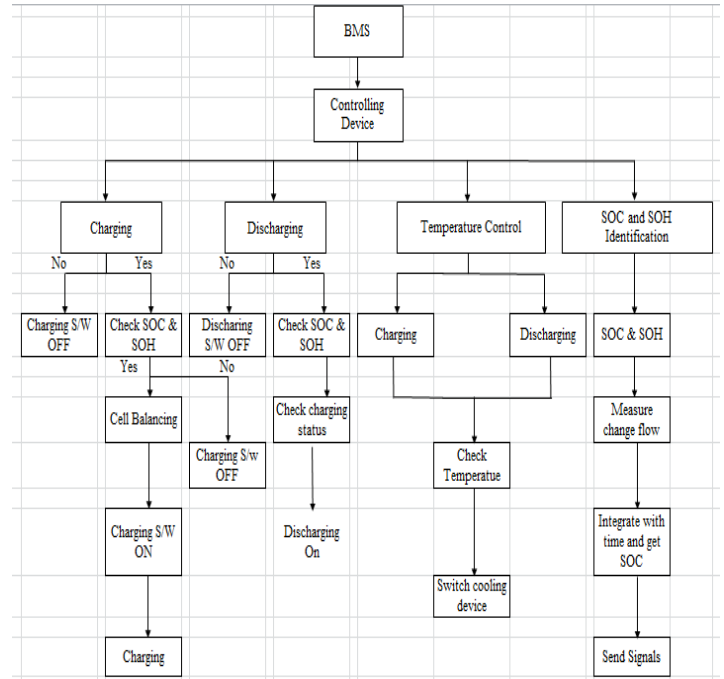 BMS
Controlling
Device
Charging
Discharging
Temperature Control
SOC and SOH
Identification
No
Yes
No
Yes
Charging S/W
OFF
Check SOC &
SOH
Discharing
S/W OFF
Check SOC &
SOH
Charging
Discharging
SOC & SOH
Yes
No
Cell Balancing
Check charging
status
Measure
change flow
Charging S/w
OFF
Check
Temperatue
Charging S/W
ON
Discharging
On
Integrate with
time and get
SOC
Switch cooling
device
Charging
Send Signals